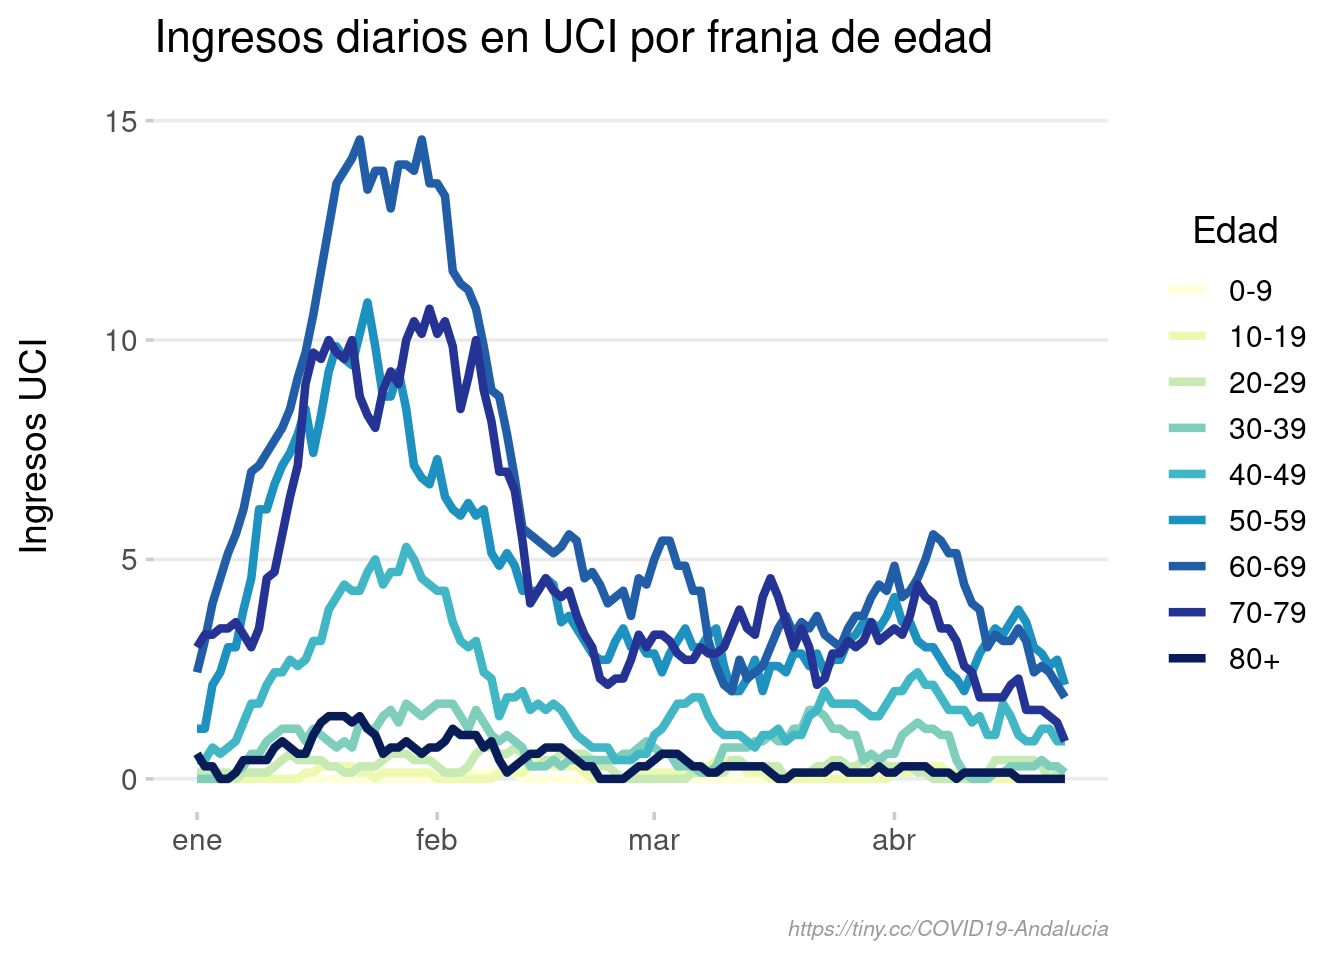 Ingresos diarios en UCI por franja de edad
Ingresos UCI
15
10
5
0
ene
feb
mar
abr
Edad
0-9
10-19
20-29
30-39
40-49
50-59
60-69
70-79
80+
https://tiny.cc/COVID19-Andalucia